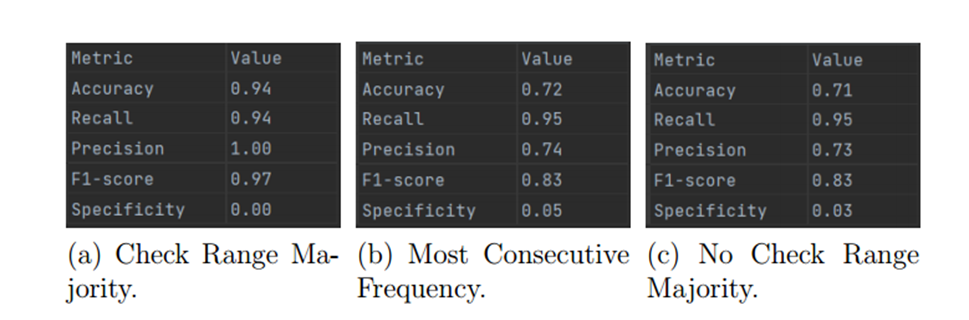 Metric Value
Accuracy 0.94
Recall 0.94
Precision 1.00
F1-score 0.97
Specificity 0.00
(a) Check Range Ma-
jority.
Metric Value
Accuracy 0.72
Recall 0.95
Precision 0.74
F1-score 0.83
Specificity 0.05
(b) Most Consecutive
Frequency.
Metric Value
Accuracy 0.71
Recall 0.95
Precision 0.73
F1-score 0.83
Specificity 0.03
(c) No Check Range
Majority.